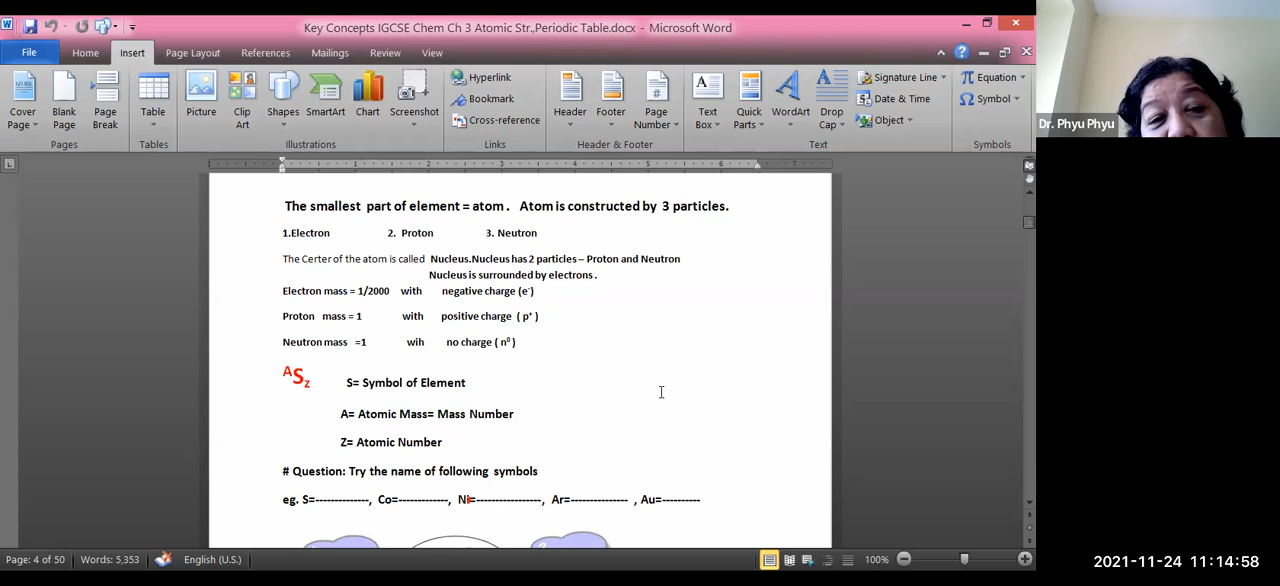 Key Concepts IGCSE Chem Ch 3 Atomic Str.,Periodic Table.docx - Microsoft Word
File Home Insert Page Layout References Mailings Review View
Cover Page
Blank Page
Page Break
Pages
Table
Tables
Picture
Clip Art
Shapes
SmartArt
Chart
Screenshot
Illustrations
Hyperlink
Bookmark
Cross-reference
Links
Header
Footer
Page Number
Header & Footer
Text Box
Quick Parts
WordArt
Drop Cap
Signature Line
Date & Time
Object
Text
Equation
Symbol
Symbols
Dr. Phyu Phyu
1 2 3 4 5 6 7
The smallest part of element = atom . Atom is constructed by 3 particles.
1.Electron 2. Proton 3. Neutron
The Certer of the atom is called Nucleus.Nucleus has 2 particles – Proton and Neutron
Nucleus is surrounded by electrons .
Electron mass = 1/2000 with negative charge (e⁻)
Proton mass = 1 with positive charge ( p⁺ )
Neutron mass =1 wih no charge ( n⁰ )
ᴬSz S= Symbol of Element
A= Atomic Mass= Mass Number
Z= Atomic Number
# Question: Try the name of following symbols
eg. S=--------------, Co=-------------, Ni=-----------------, Ar=--------------- , Au=----------
Page: 4 of 50 Words: 5,353 English (U.S.) 100%
2021-11-24 11:14:58